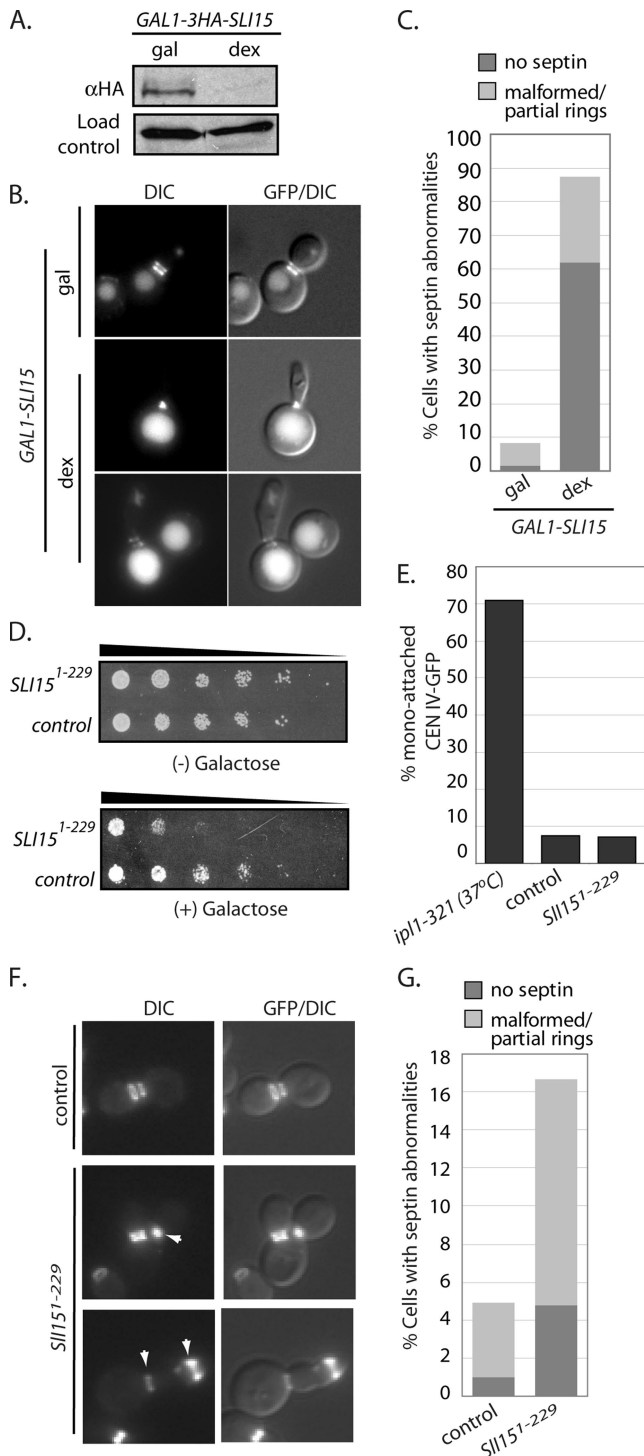 A.
GAL1-3HA-SLI15
gal dex
αHA
Load
control
B.
DIC GFP/DIC
gal
dex
GAL1-SLI15
C.
no septin
malformed/
partial rings
% Cells with septin abnormalities
100
90
80
70
60
50
40
30
20
10
0
gal dex
GAL1-SLI15
D.
SLI15^1-229
control
(-) Galactose
SLI15^1-229
control
(+) Galactose
E.
% mono-attached
CEN IV-GFP
80
70
60
50
40
30
20
10
0
ipl1-321 (37°C)
control
Sli15^1-229
F.
DIC GFP/DIC
control
Sli15^1-229
G.
no septin
malformed/
partial rings
% Cells with septin abnormalities
18
16
14
12
10
8
6
4
2
0
control
Sli15^1-229